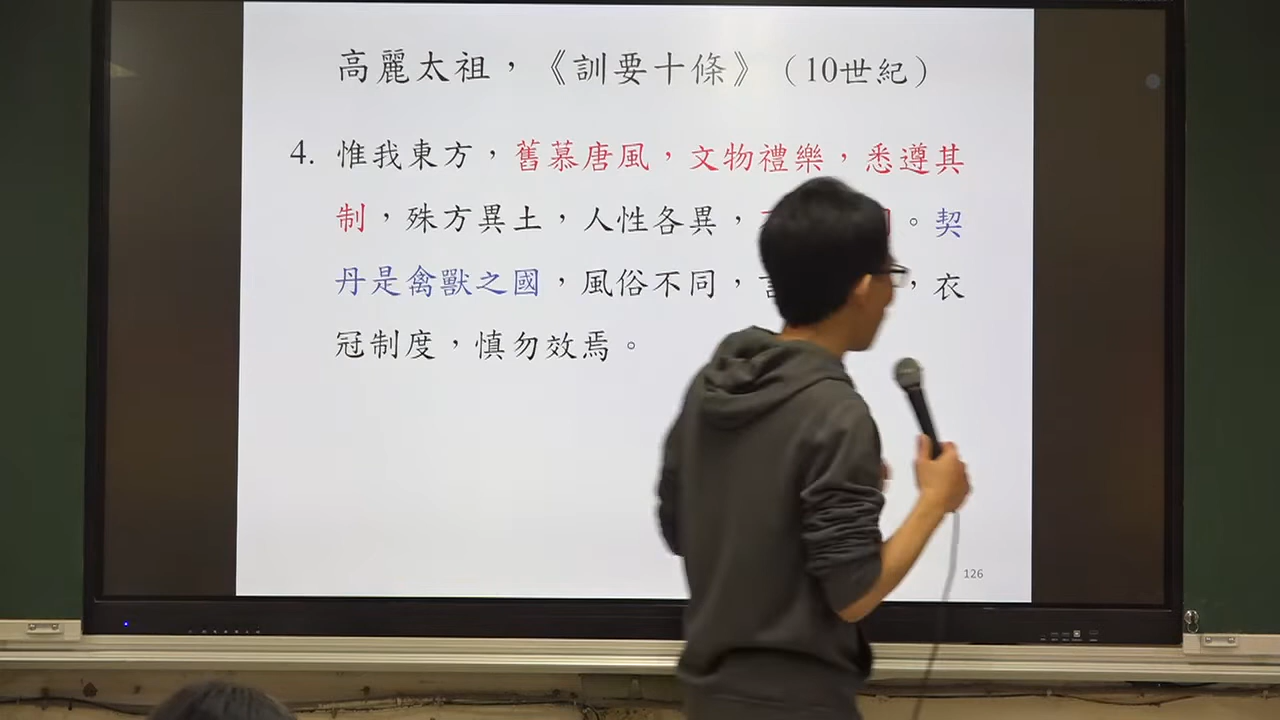 高麗太祖，《訓要十條》（10世紀）
4. 惟我東方，舊慕唐風，文物禮樂，悉遵其
制，殊方異土，人性各異，。契
丹是禽獸之國，風俗不同，，衣
冠制度，慎勿效焉。
126